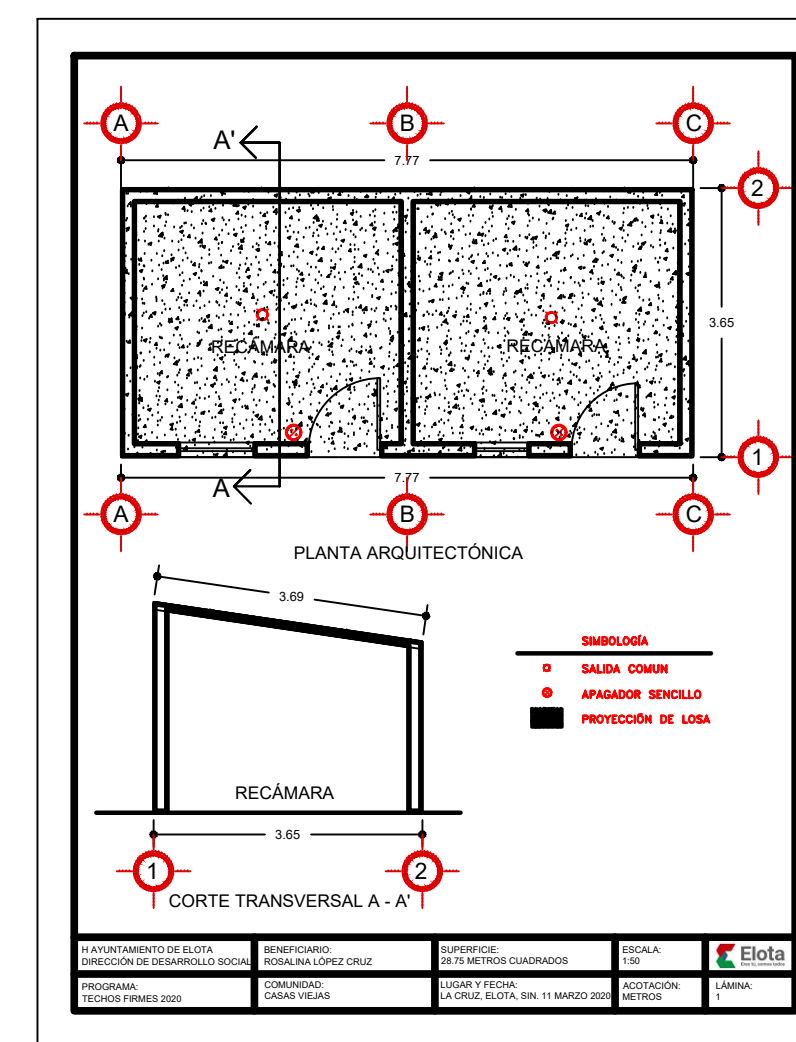 A
B
C
A'
7.77
2
3.65
RECÁMARA
RECÁMARA
1
A
7.77
A
B
C
PLANTA ARQUITECTÓNICA
3.69
SIMBOLOGÍA
SALIDA COMUN
APAGADOR SENCILLO
PROYECCIÓN DE LOSA
RECÁMARA
3.65
1
2
CORTE TRANSVERSAL A - A'
H AYUNTAMIENTO DE ELOTA
DIRECCIÓN DE DESARROLLO SOCIAL
BENEFICIARIO:
ROSALINA LÓPEZ CRUZ
SUPERFICIE:
28.75 METROS CUADRADOS
ESCALA:
1:50
Elota
PROGRAMA:
TECHOS FIRMES 2020
COMUNIDAD:
CASAS VIEJAS
LUGAR Y FECHA:
LA CRUZ, ELOTA, SIN. 11 MARZO 2020
ACOTACIÓN:
METROS
LÁMINA:
1